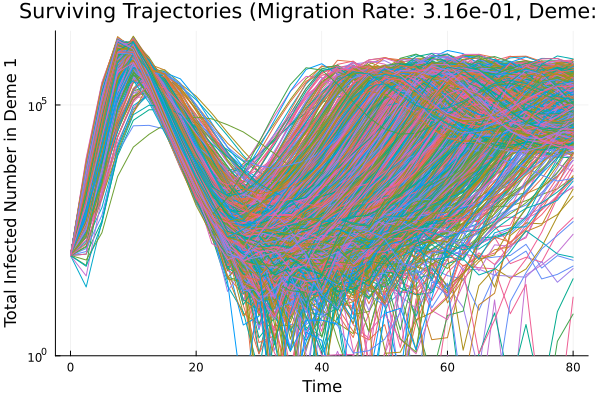 Surviving Trajectories (Migration Rate: 3.16e-01, Deme:
Total Infected Number in Deme 1
10^5
10^0
0 20 40 60 80
Time